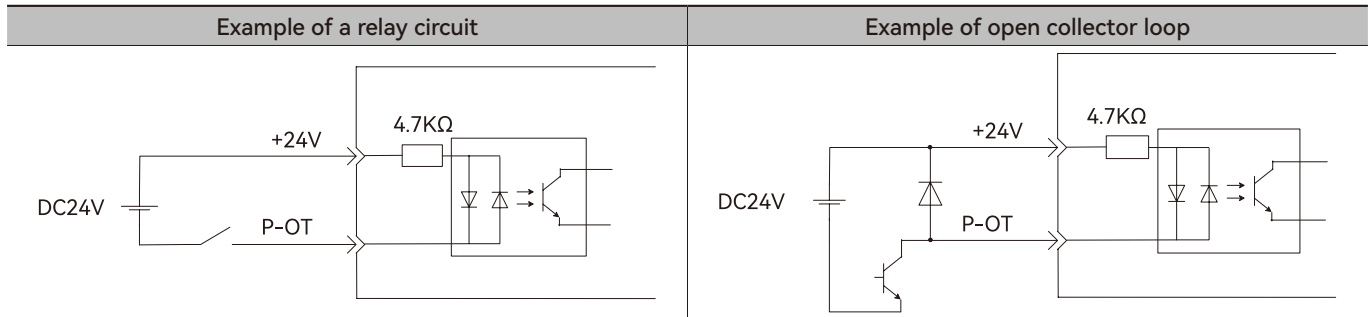 Example of a relay circuit
Example of open collector loop
+24V
4.7KΩ
DC24V
P-OT
+24V
4.7KΩ
DC24V
P-OT